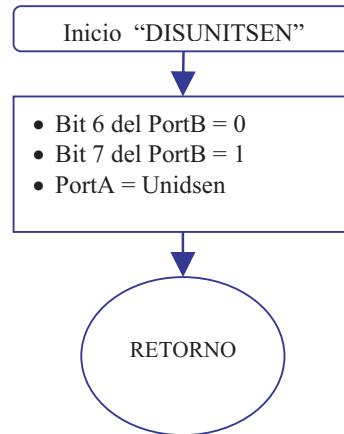 Inicio “DISUNITSEN”
• Bit 6 del PortB = 0
• Bit 7 del PortB = 1
• PortA = Unidsen
RETORNO